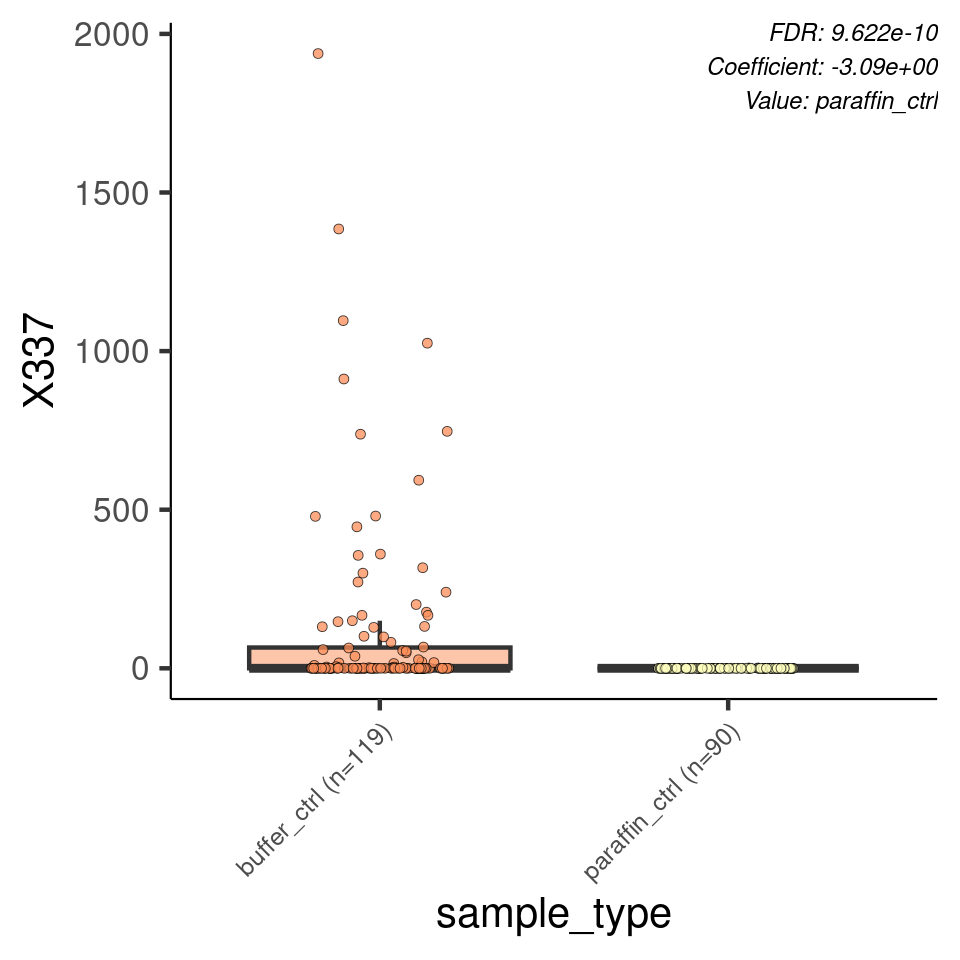 FDR: 9.622e-10
Coefficient: -3.09e+00
Value: paraffin_ctrl
2000
1500
1000
500
0
X337
buffer_ctrl (n=119)
paraffin_ctrl (n=90)
sample_type